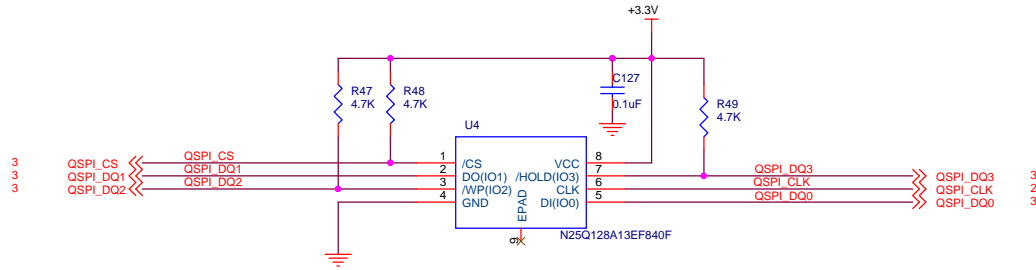 +3.3V
R47
4.7K
R48
4.7K
C127
0.1uF
R49
4.7K
U4
3 QSPI_CS QSPI_CS 1 /CS VCC 8
3 QSPI_DQ1 QSPI_DQ1 2 DO(IO1) /HOLD(IO3) 7 QSPI_DQ3 QSPI_DQ3 3
3 QSPI_DQ2 QSPI_DQ2 3 /WP(IO2) CLK 6 QSPI_CLK QSPI_CLK 2
4 GND EPAD DI(IO0) 5 QSPI_DQ0 QSPI_DQ0 3
9
N25Q128A13EF840F